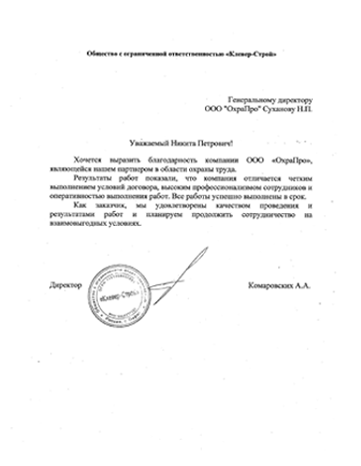 Общество с ограниченной ответственностью «Клевер-Строй»
Генеральному директору
ООО "ОхраПро" Суханову Н.П.
Уважаемый Никита Петрович!
Хочется выразить благодарность компании ООО «ОхраПро»,
являющейся нашем партнером в области охраны труда.
Результаты работ показали, что компания отличается четким
выполнением условий договора, высоким профессионализмом сотрудников и
оперативностью выполнения работ. Все работы успешно выполнены в срок.
Как заказчик, мы удовлетворены качеством проведения и
результатами работ и планируем продолжить сотрудничество на
взаимовыгодных условиях.
Директор
«Клевер-Строй»
Комаровских А.А.